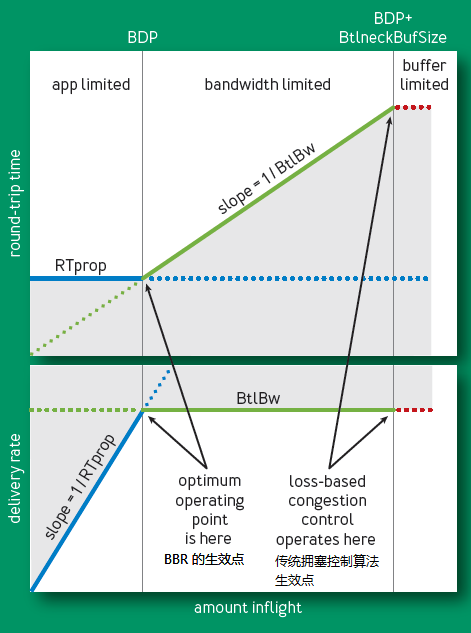 BDP
BDP+
BtlneckBufSize
app limited
bandwidth limited
buffer
limited
round-trip time
slope = 1 / BtlBw
RTprop
delivery rate
BtlBw
slope = 1/RTprop
optimum
operating
point
is here
BBR 的生效点
loss-based
congestion
control
operates here
传统拥塞控制算法
生效点
amount inflight